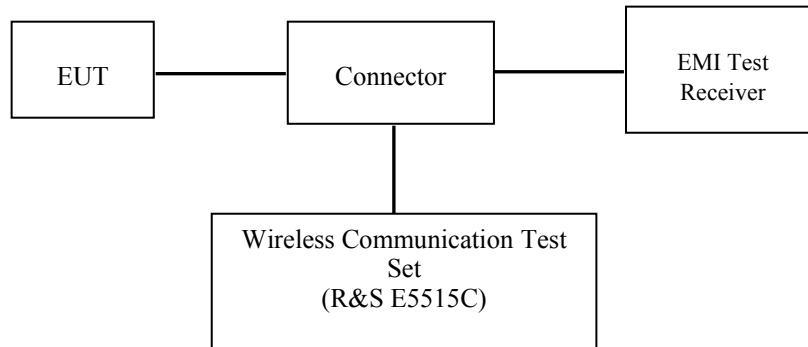 EUT
Connector
EMI Test
Receiver
Wireless Communication Test
Set
(R&S E5515C)